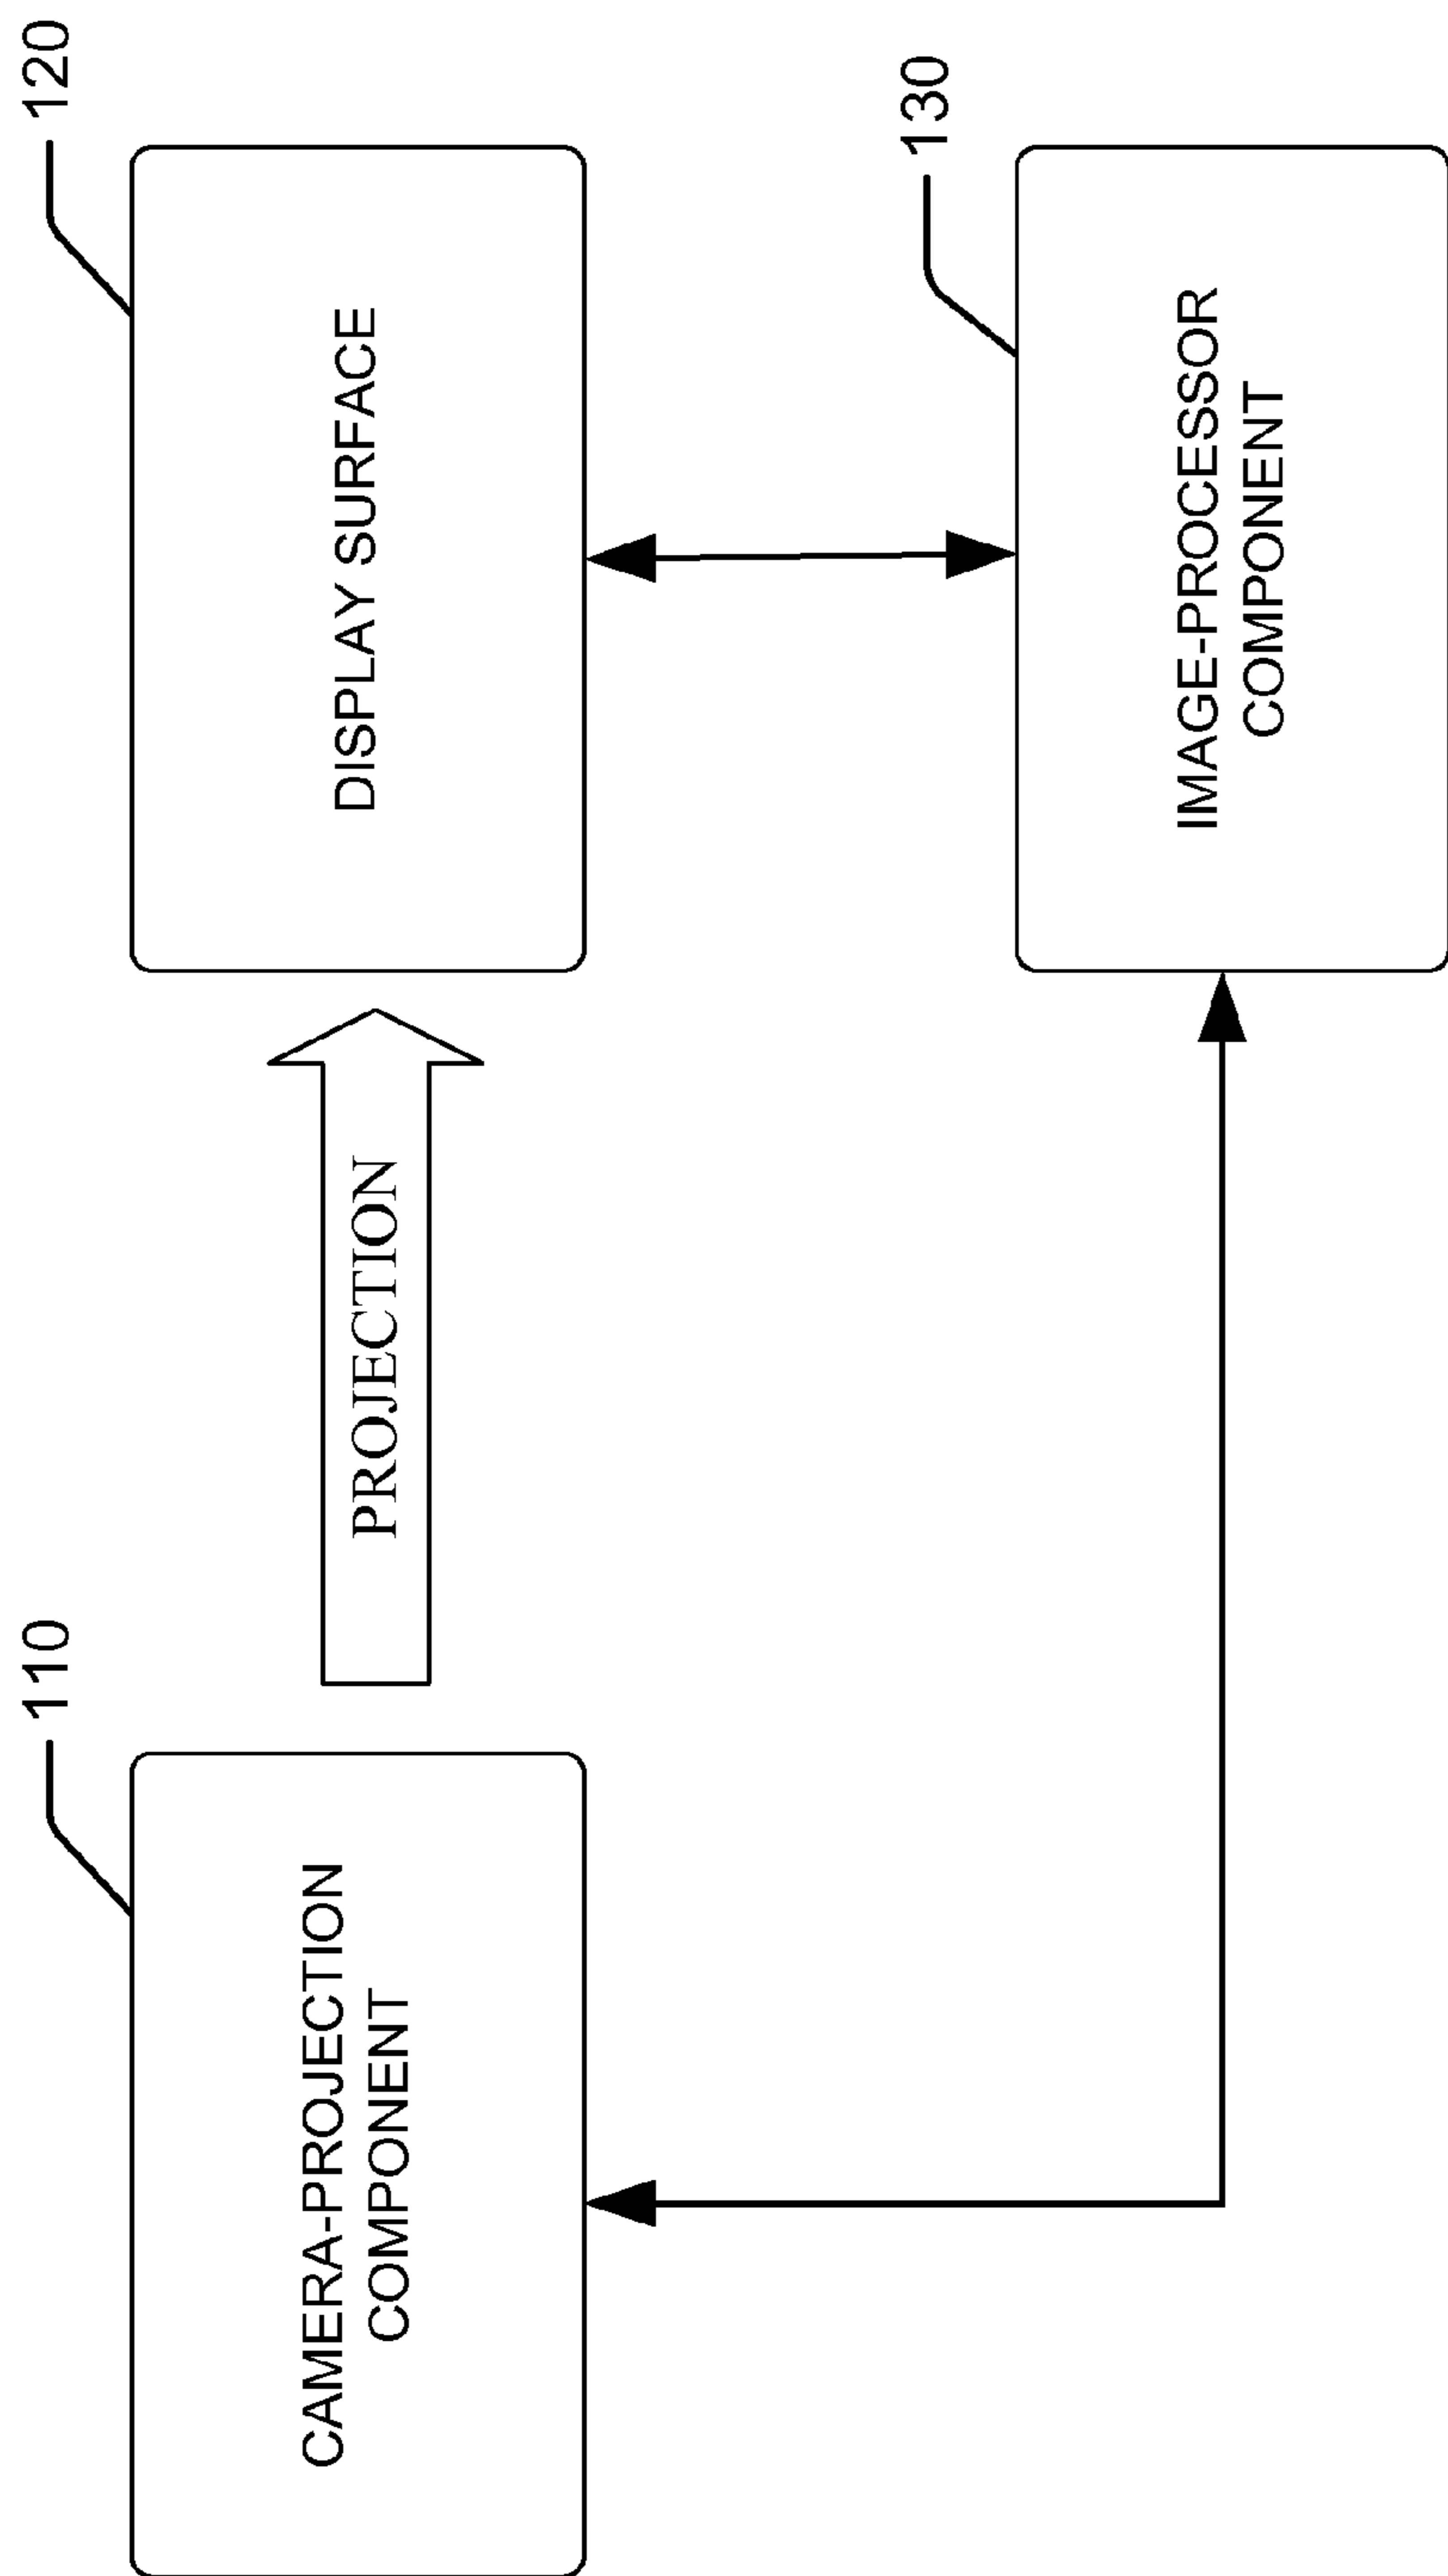 110
120
CAMERA-PROJECTION
COMPONENT
PROJECTION
DISPLAY SURFACE
130
IMAGE-PROCESSOR
COMPONENT